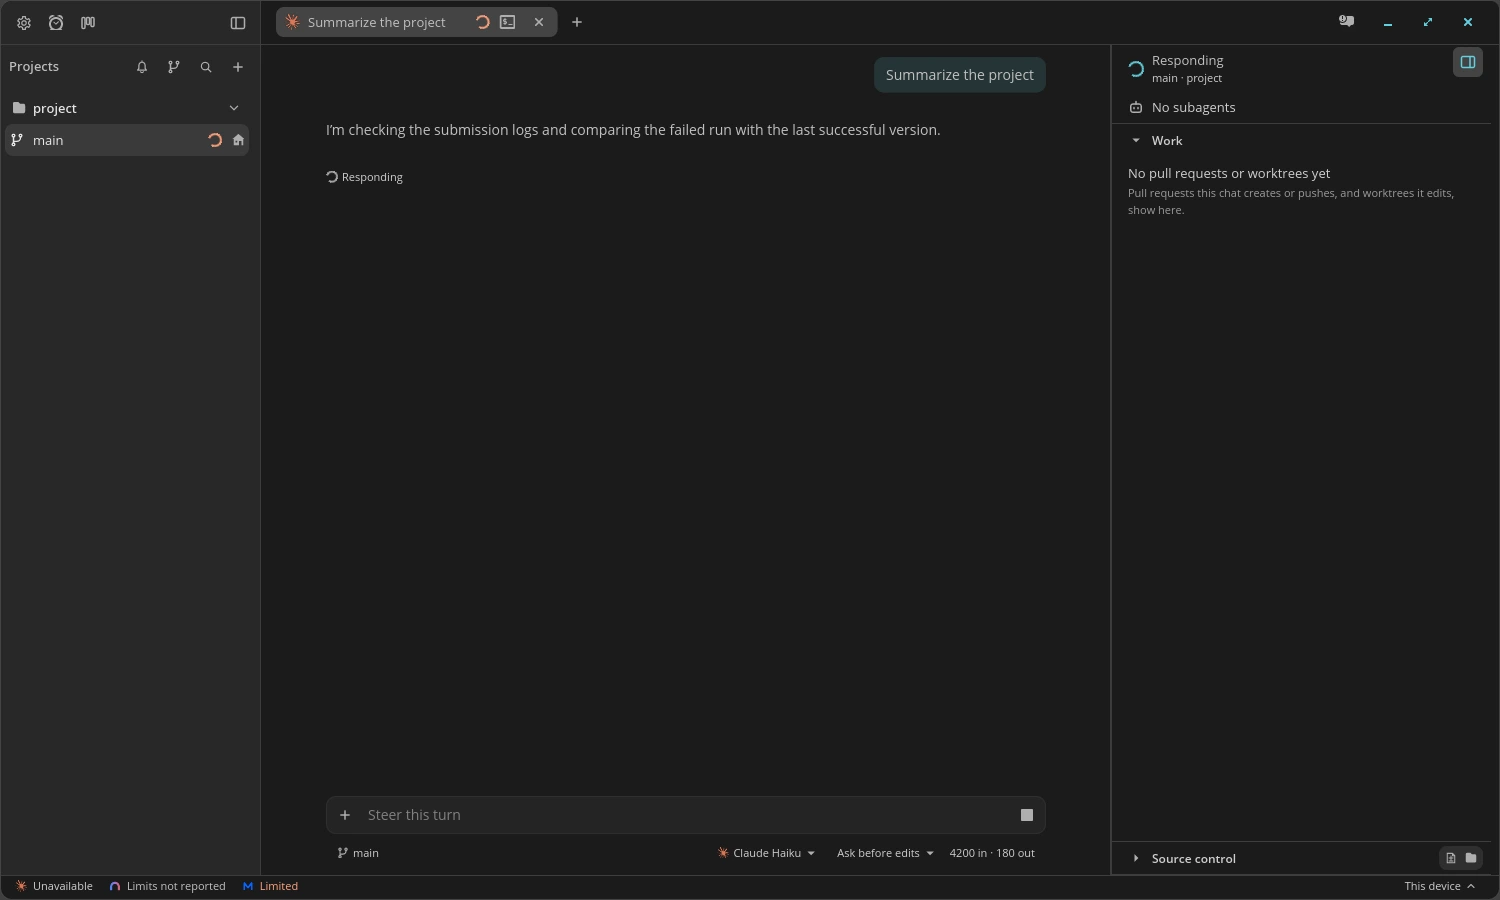 Summarize the project
Projects
project
main
Summarize the project
I'm checking the submission logs and comparing the failed run with the last successful version.
Responding
Steer this turn
main
Claude Haiku
Ask before edits
4200 in · 180 out
Responding
main · project
No subagents
Work
No pull requests or worktrees yet
Pull requests this chat creates or pushes, and worktrees it edits,
show here.
Source control
Unavailable
Limits not reported
Limited
This device